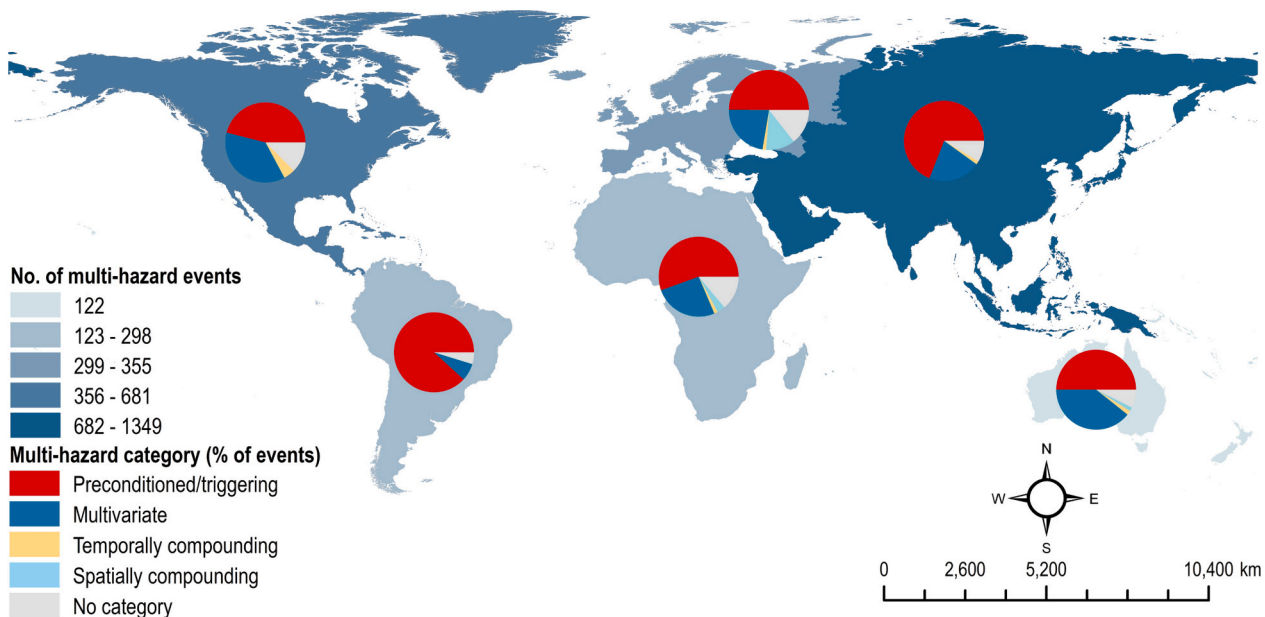 No. of multi-hazard events
122
123 - 298
299 - 355
356 - 681
682 - 1349
Multi-hazard category (% of events)
Preconditioned/triggering
Multivariate
Temporally compounding
Spatially compounding
No category
N
W E
S
0 2,600 5,200 10,400 km